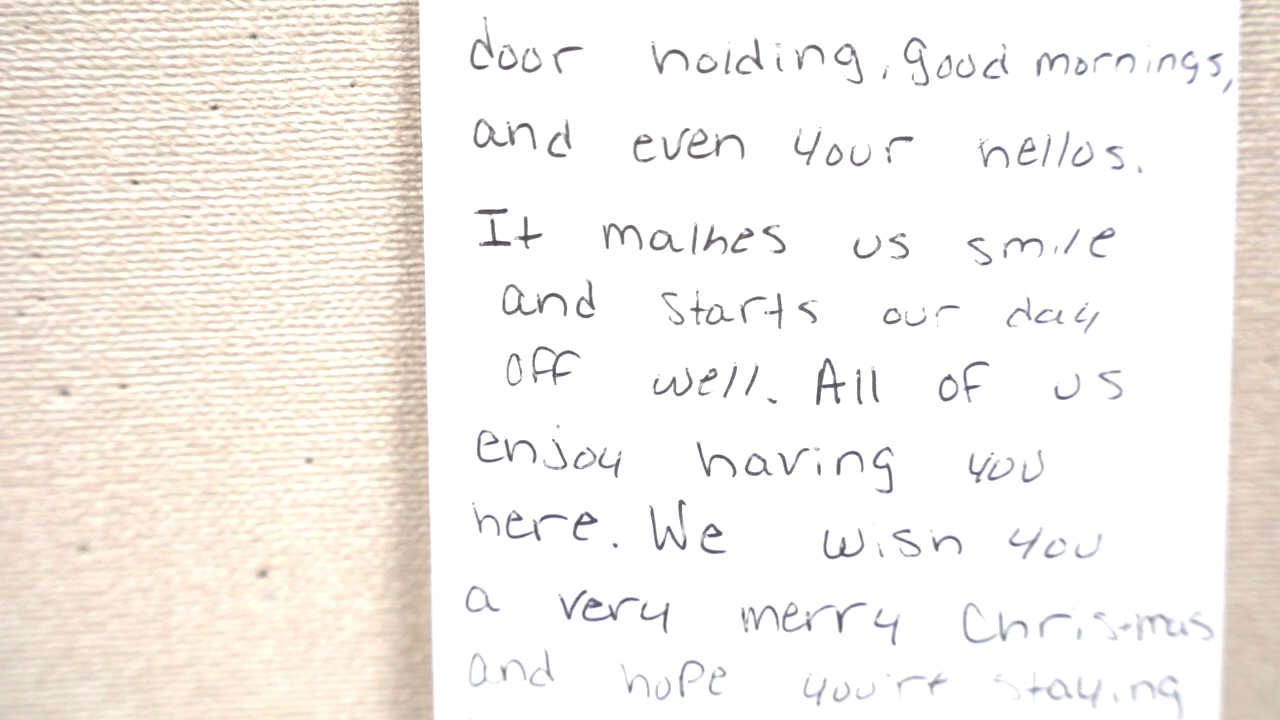 door holding, good mornings,
and even your hellos.
It malhes us smile
and starts our day
off well. All of us
enjoy having you
here. We wish you
a very merry Christmas
and hope you're staying